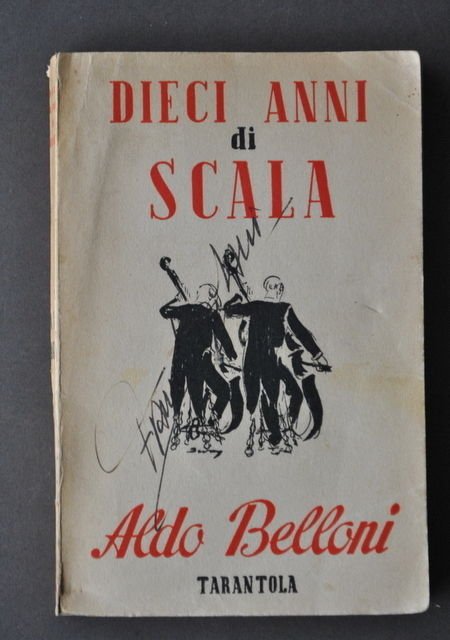 DIECI ANNI
di
SCALA
Aldo Belloni
TARANTOLA